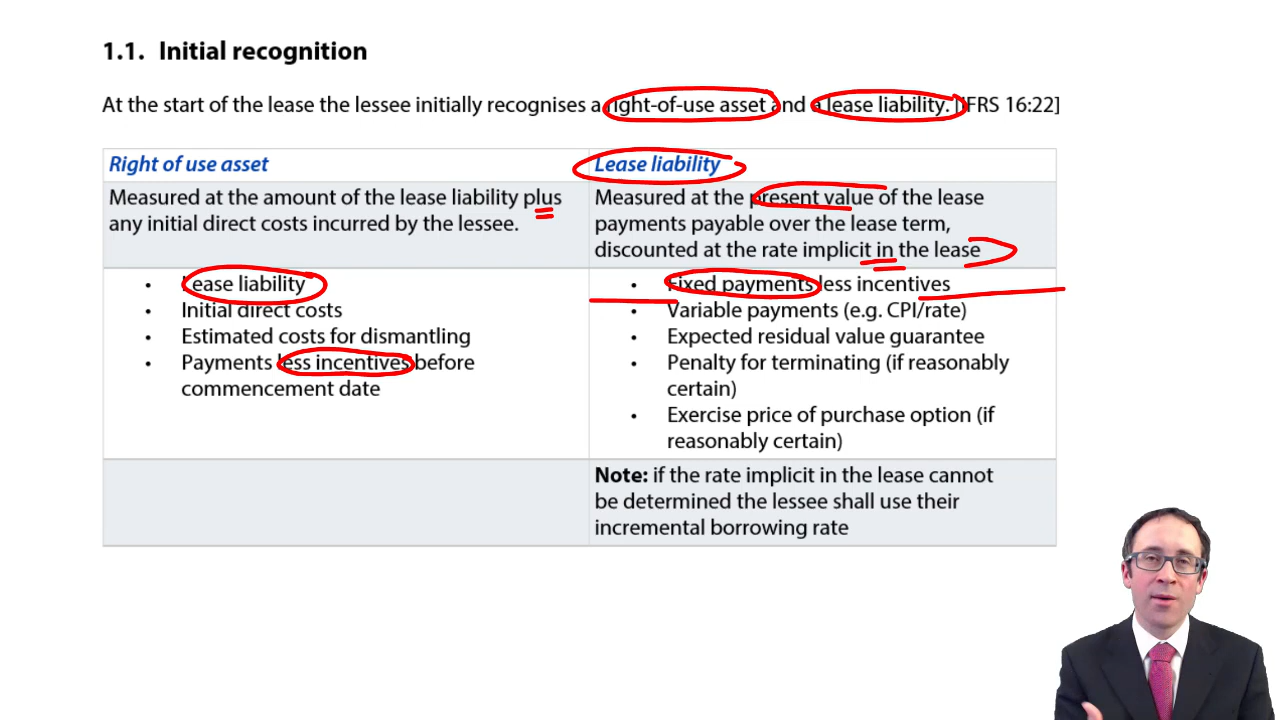 1.1. Initial recognition
At the start of the lease the lessee initially recognises a right-of-use asset and a lease liability. [IFRS 16:22]
Right of use asset
Measured at the amount of the lease liability plus
any initial direct costs incurred by the lessee.
• Lease liability
• Initial direct costs
• Estimated costs for dismantling
• Payments less incentives before
commencement date
Lease liability
Measured at the present value of the lease
payments payable over the lease term,
discounted at the rate implicit in the lease
• Fixed payments less incentives
• Variable payments (e.g. CPI/rate)
• Expected residual value guarantee
• Penalty for terminating (if reasonably
certain)
• Exercise price of purchase option (if
reasonably certain)
Note: if the rate implicit in the lease cannot
be determined the lessee shall use their
incremental borrowing rate